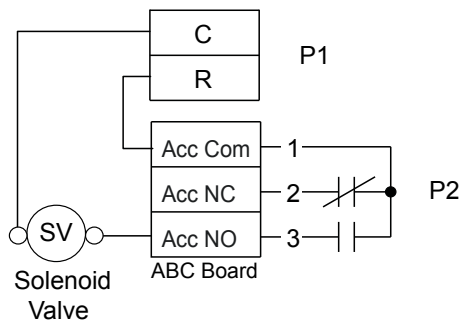 C
P1
R
Acc Com
1
Acc NC
2
P2
SV
Acc NO
3
ABC Board
Solenoid
Valve